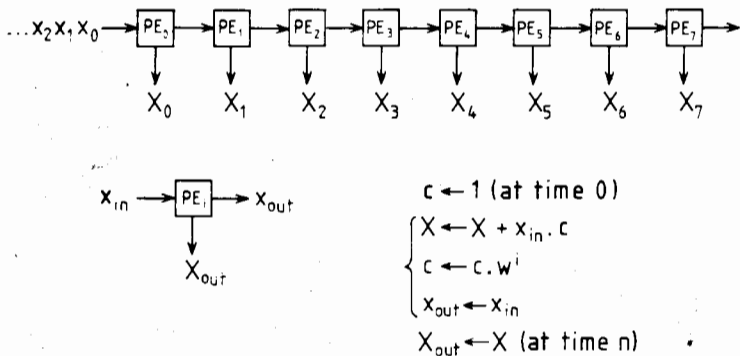 ...x₂x₁x₀ PE₀ PE₁ PE₂ PE₃ PE₄ PE₅ PE₆ PE₇
X₀ X₁ X₂ X₃ X₄ X₅ X₆ X₇
xᵢₙ PEᵢ xₒᵤₜ
Xₒᵤₜ
c ← 1 (at time 0)
X ← X + xᵢₙ . c
c ← c . wⁱ
xₒᵤₜ ← xᵢₙ
Xₒᵤₜ ← X (at time n)